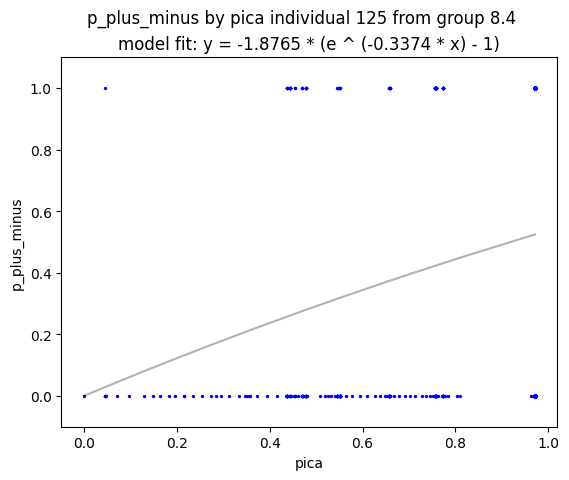 p_plus_minus by pica individual 125 from group 8.4
model fit: y = -1.8765 * (e ^ (-0.3374 * x) - 1)
1.0
0.8
0.6
0.4
0.2
0.0
p_plus_minus
0.0 0.2 0.4 0.6 0.8 1.0
pica